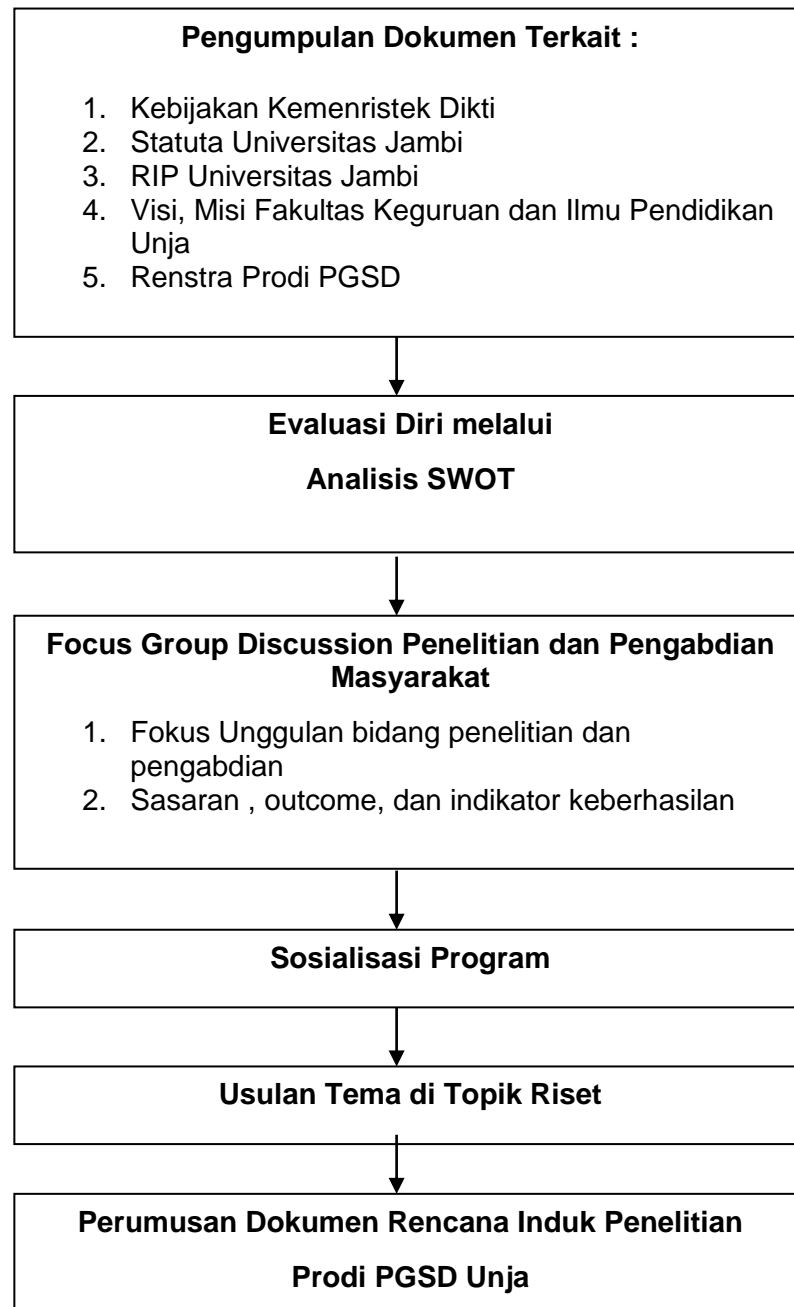 Pengumpulan Dokumen Terkait :
1. Kebijakan Kemenristek Dikti
2. Statuta Universitas Jambi
3. RIP Universitas Jambi
4. Visi, Misi Fakultas Keguruan dan Ilmu Pendidikan
Unja
5. Renstra Prodi PGSD
Evaluasi Diri melalui
Analisis SWOT
Focus Group Discussion Penelitian dan Pengabdian
Masyarakat
1. Fokus Unggulan bidang penelitian dan
pengabdian
2. Sasaran , outcome, dan indikator keberhasilan
Sosialisasi Program
Usulan Tema di Topik Riset
Perumusan Dokumen Rencana Induk Penelitian
Prodi PGSD Unja